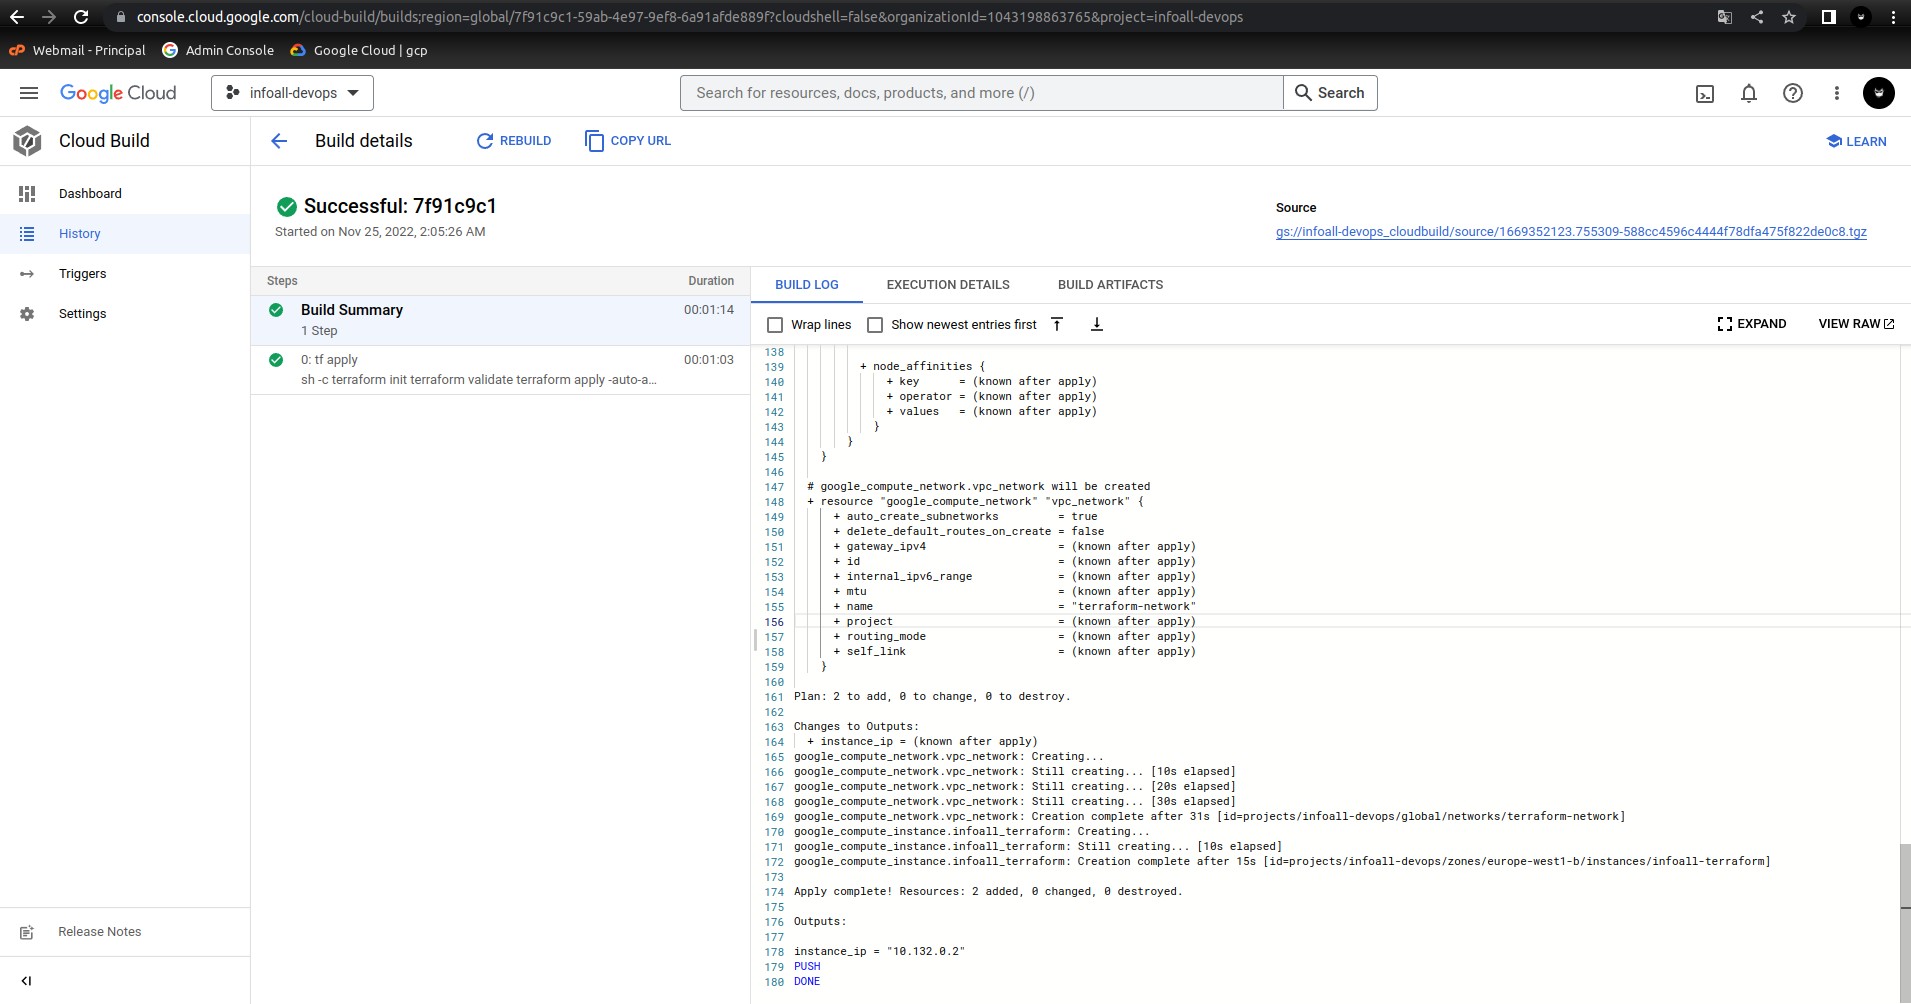 console.cloud.google.com/cloud-build/builds;region=global/7f91c9c1-59ab-4e97-9ef8-6a91afde889f?cloudshell=false&organizationId=1043198863765&project=infoall-devops
Webmail - Principal
Admin Console
Google Cloud | gcp
Google Cloud
infoall-devops
Search for resources, docs, products, and more (/)
Search
Cloud Build
Build details
REBUILD
COPY URL
LEARN
Dashboard
History
Triggers
Settings
Release Notes
Successful: 7f91c9c1
Started on Nov 25, 2022, 2:05:26 AM
Source
gs://infoall-devops_cloudbuild/source/1669352123.755309-588cc4596c4444f78dfa475f822de0c8.tgz
Steps Duration
Build Summary 00:01:14
1 Step
0: tf apply 00:01:03
sh -c terraform init terraform validate terraform apply -auto-a...
BUILD LOG EXECUTION DETAILS BUILD ARTIFACTS
Wrap lines Show newest entries first EXPAND VIEW RAW
138
139 + node_affinities {
140 + key = (known after apply)
141 + operator = (known after apply)
142 + values = (known after apply)
143 }
144 }
145 }
146
147 # google_compute_network.vpc_network will be created
148 + resource "google_compute_network" "vpc_network" {
149 + auto_create_subnetworks = true
150 + delete_default_routes_on_create = false
151 + gateway_ipv4 = (known after apply)
152 + id = (known after apply)
153 + internal_ipv6_range = (known after apply)
154 + mtu = (known after apply)
155 + name = "terraform-network"
156 + project = (known after apply)
157 + routing_mode = (known after apply)
158 + self_link = (known after apply)
159 }
160
161 Plan: 2 to add, 0 to change, 0 to destroy.
162
163 Changes to Outputs:
164 + instance_ip = (known after apply)
165 google_compute_network.vpc_network: Creating...
166 google_compute_network.vpc_network: Still creating... [10s elapsed]
167 google_compute_network.vpc_network: Still creating... [20s elapsed]
168 google_compute_network.vpc_network: Still creating... [30s elapsed]
169 google_compute_network.vpc_network: Creation complete after 31s [id=projects/infoall-devops/global/networks/terraform-network]
170 google_compute_instance.infoall_terraform: Creating...
171 google_compute_instance.infoall_terraform: Still creating... [10s elapsed]
172 google_compute_instance.infoall_terraform: Creation complete after 15s [id=projects/infoall-devops/zones/europe-west1-b/instances/infoall-terraform]
173
174 Apply complete! Resources: 2 added, 0 changed, 0 destroyed.
175
176 Outputs:
177
178 instance_ip = "10.132.0.2"
179 PUSH
180 DONE